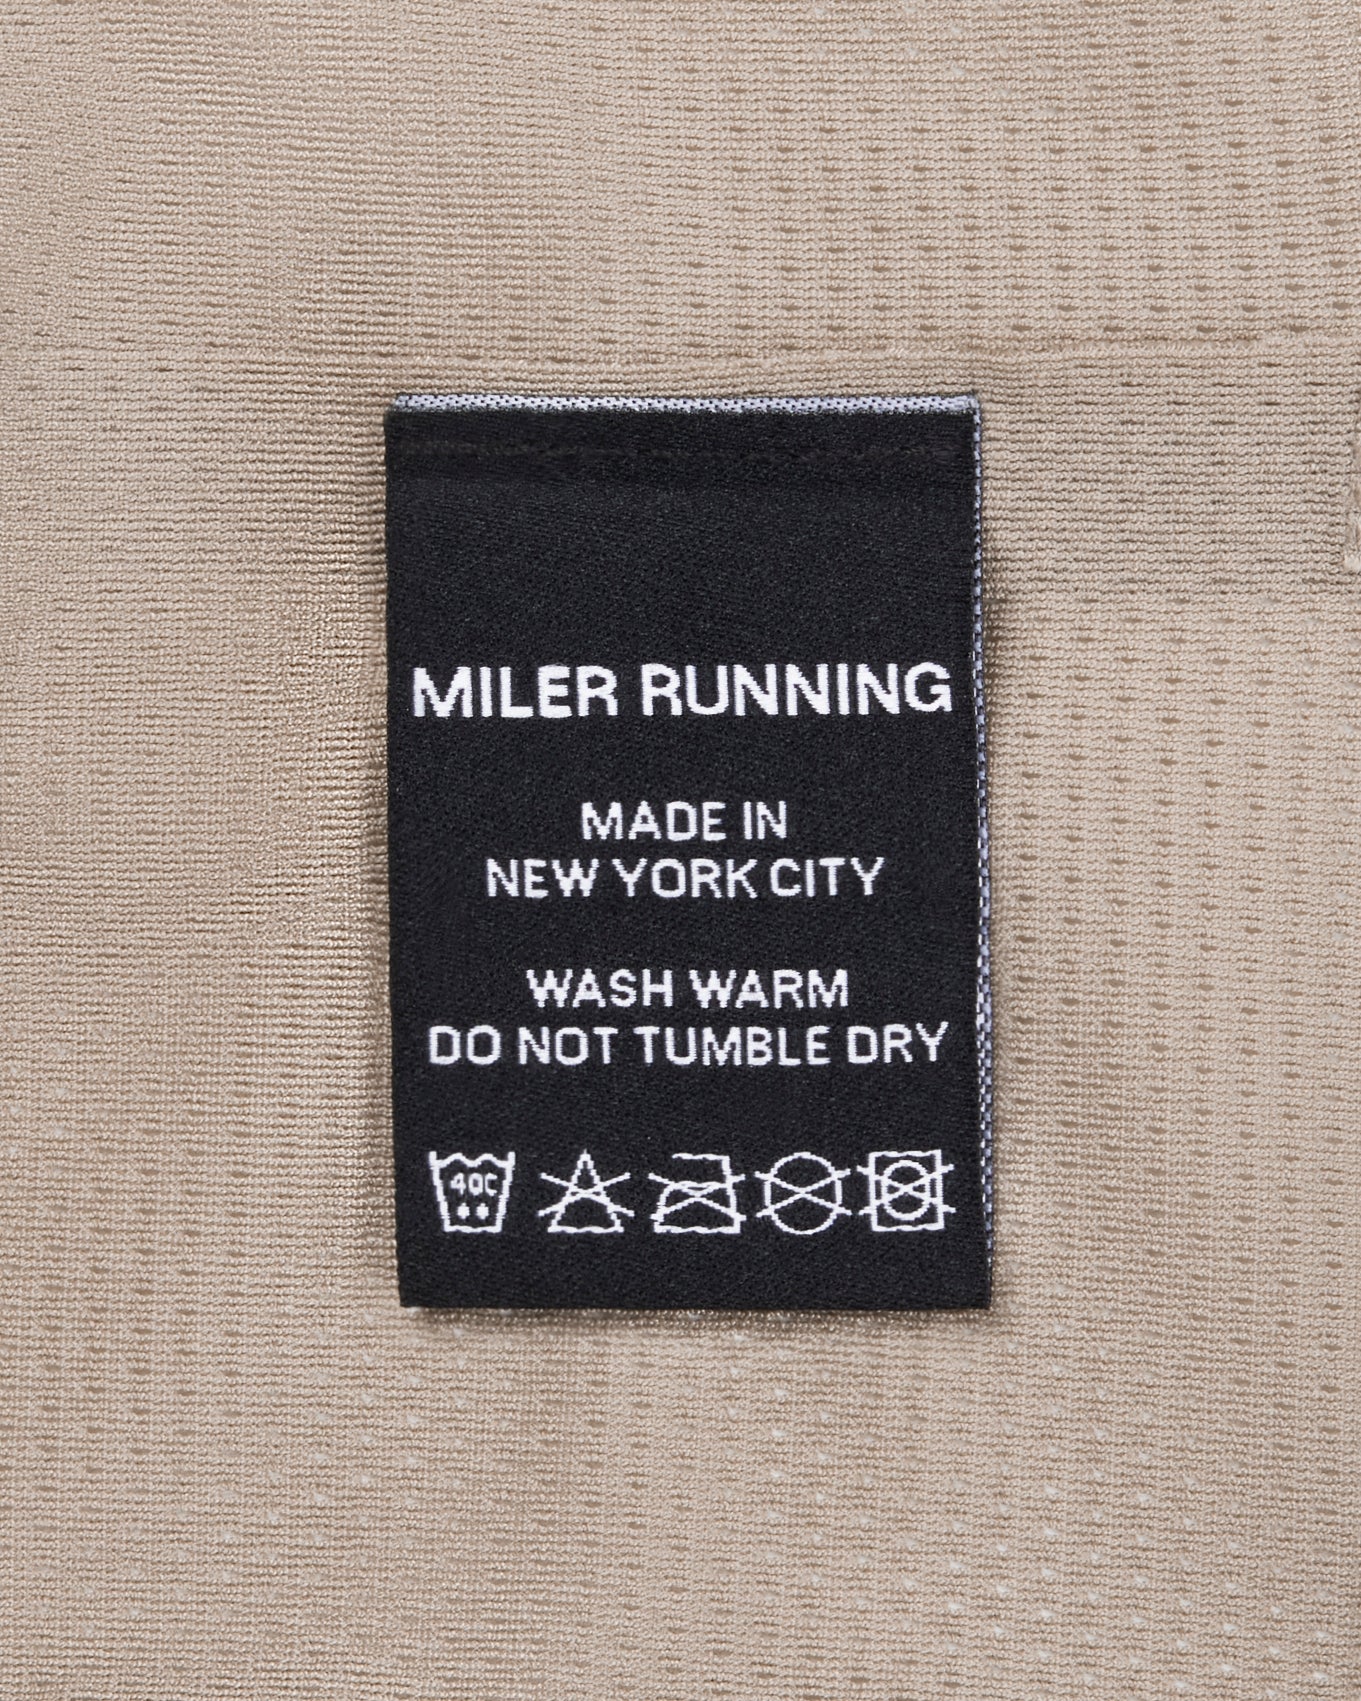 MILER RUNNING
MADE IN
NEW YORK CITY
WASH WARM
DO NOT TUMBLE DRY
40C